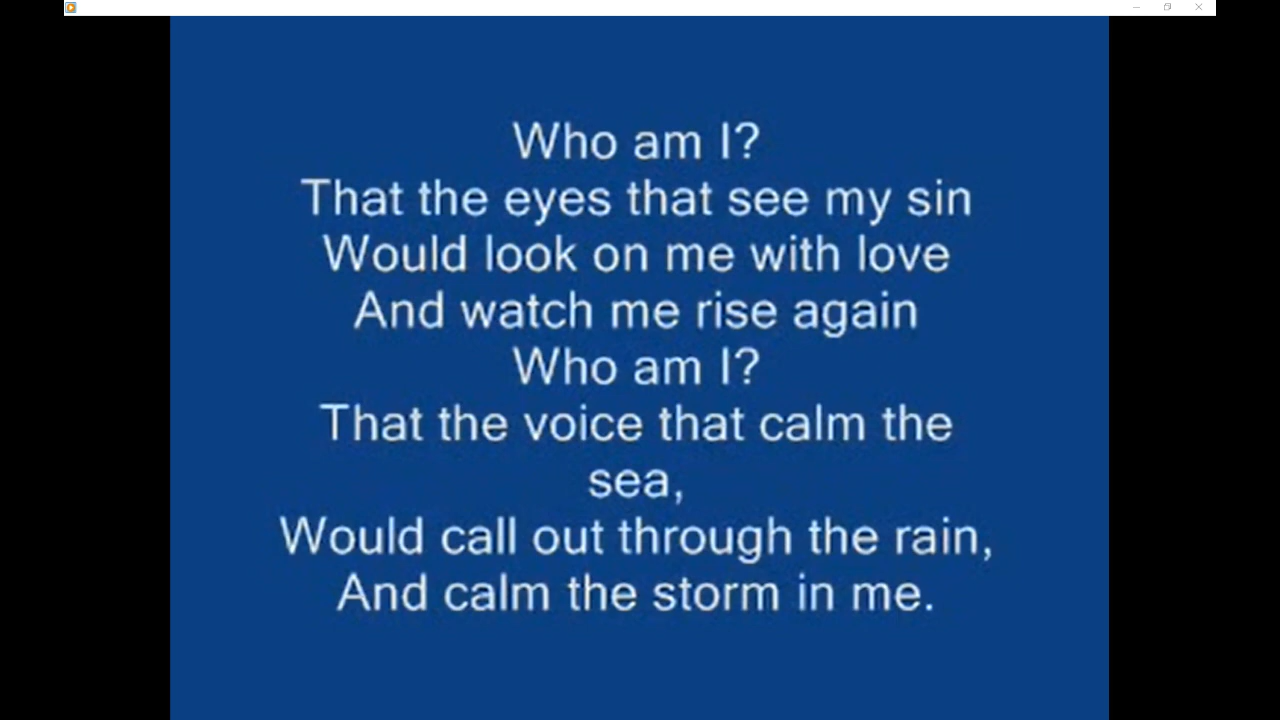 Who am I?
That the eyes that see my sin
Would look on me with love
And watch me rise again
Who am I?
That the voice that calm the
sea,
Would call out through the rain,
And calm the storm in me.